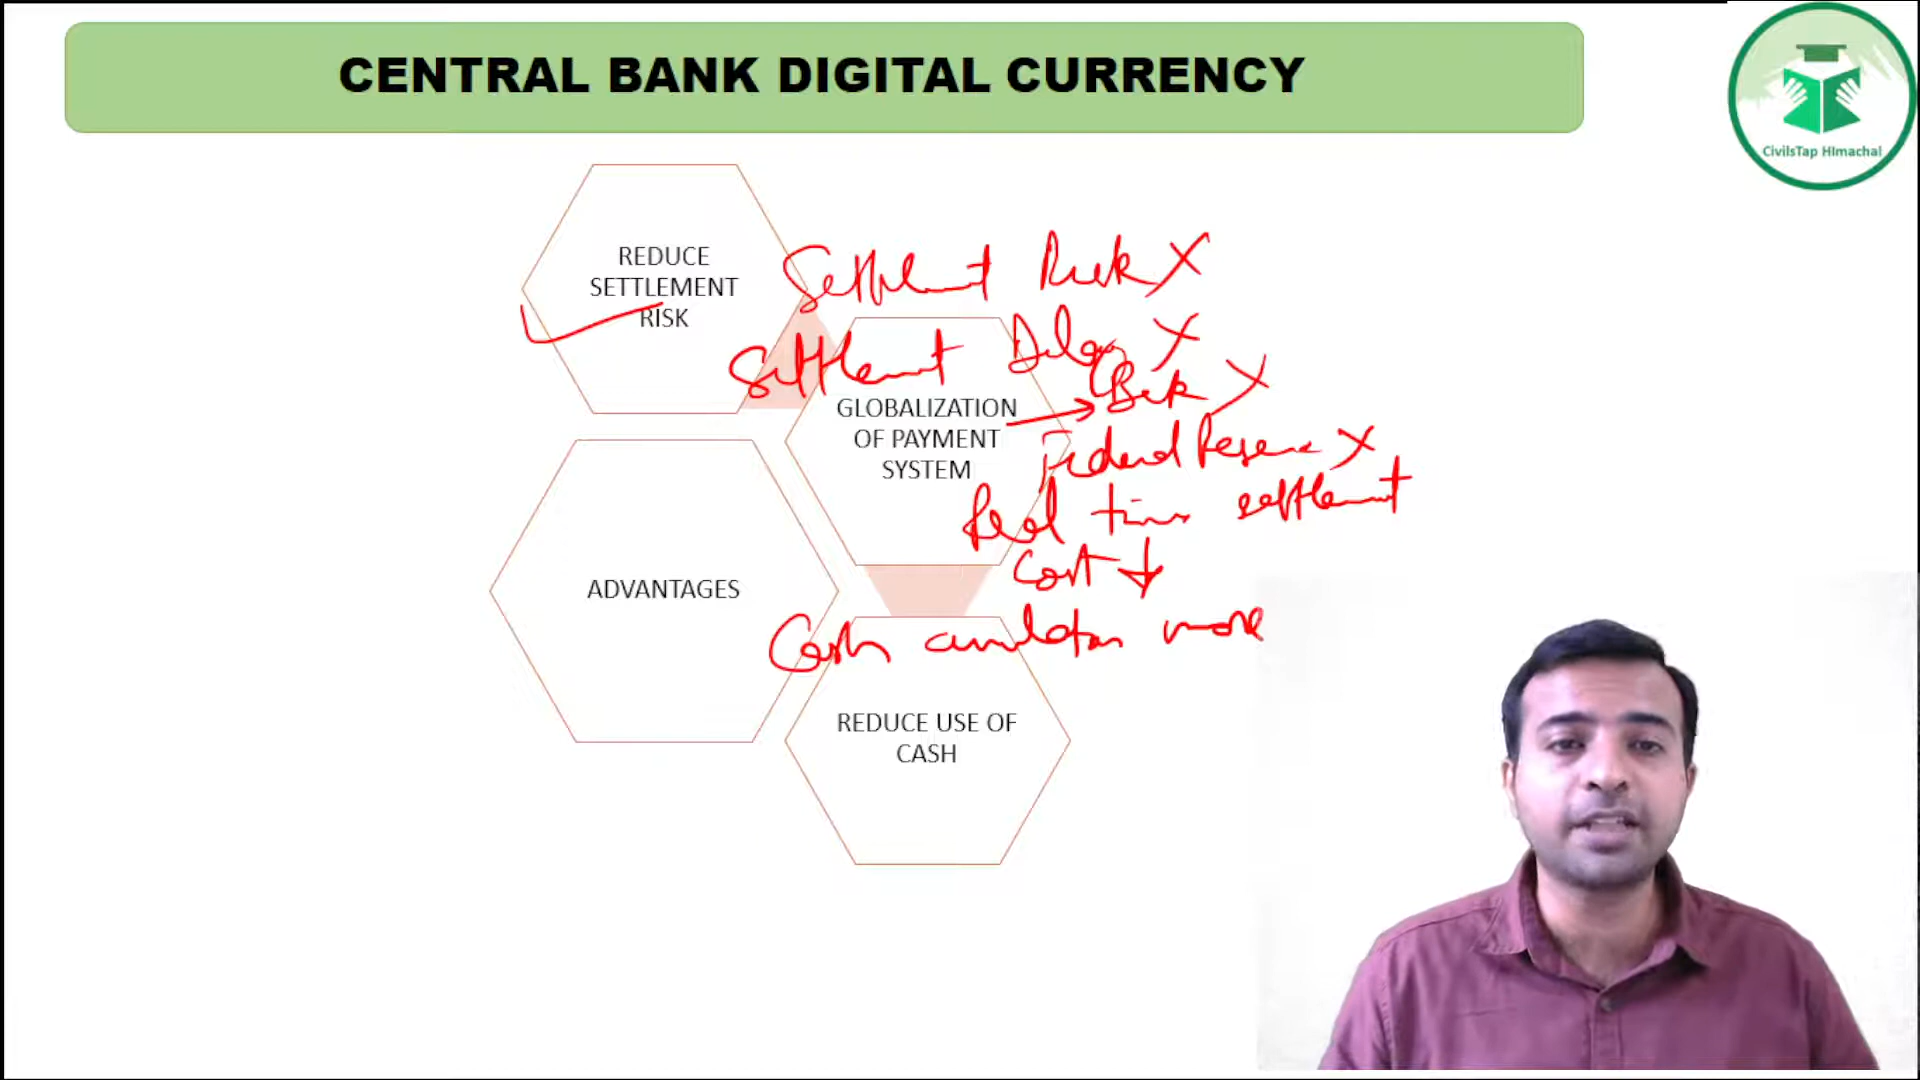 CENTRAL BANK DIGITAL CURRENCY
CivilsTap HImachal
REDUCE
SETTLEMENT
RISK
Settlement Risk X
Settlement Delay X
Bank X
GLOBALIZATION
OF PAYMENT
SYSTEM
Federal Reserve X
Real time settlement
Cost ↓
ADVANTAGES
Cash more
REDUCE USE OF
CASH